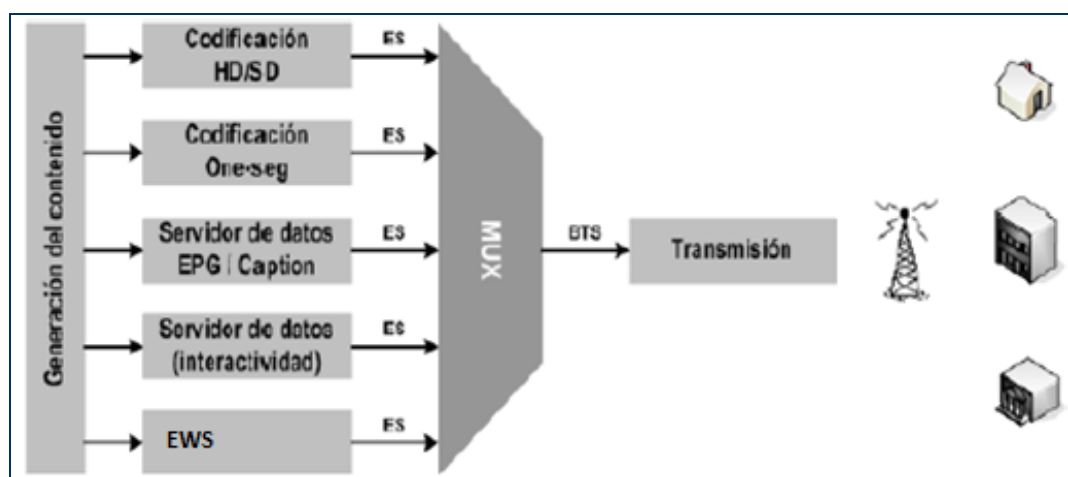 Generación del contenido
Codificación
HD/SD
ES
Codificación
One-seg
ES
Servidor de datos
EPG / Caption
ES
Servidor de datos
(interactividad)
ES
EWS
ES
MUX
BTS
Transmisión